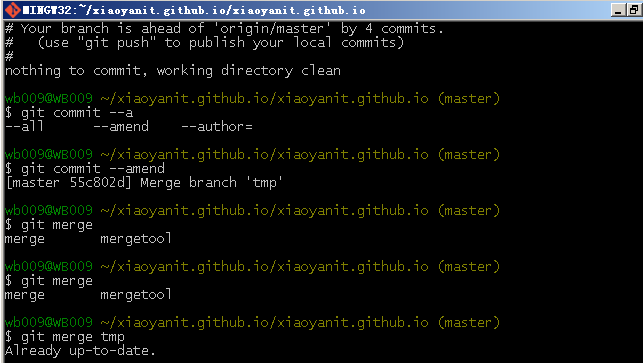 MINGW32:~/xiaoyanit.github.io/xiaoyanit.github.io
# Your branch is ahead of 'origin/master' by 4 commits.
#   (use "git push" to publish your local commits)
#
nothing to commit, working directory clean
wb009@WB009 ~/xiaoyanit.github.io/xiaoyanit.github.io (master)
$ git commit --a
--all      --amend    --author=
wb009@WB009 ~/xiaoyanit.github.io/xiaoyanit.github.io (master)
$ git commit --amend
[master 55c802d] Merge branch 'tmp'
wb009@WB009 ~/xiaoyanit.github.io/xiaoyanit.github.io (master)
$ git merge
merge       mergetool
wb009@WB009 ~/xiaoyanit.github.io/xiaoyanit.github.io (master)
$ git merge
merge       mergetool
wb009@WB009 ~/xiaoyanit.github.io/xiaoyanit.github.io (master)
$ git merge tmp
Already up-to-date.